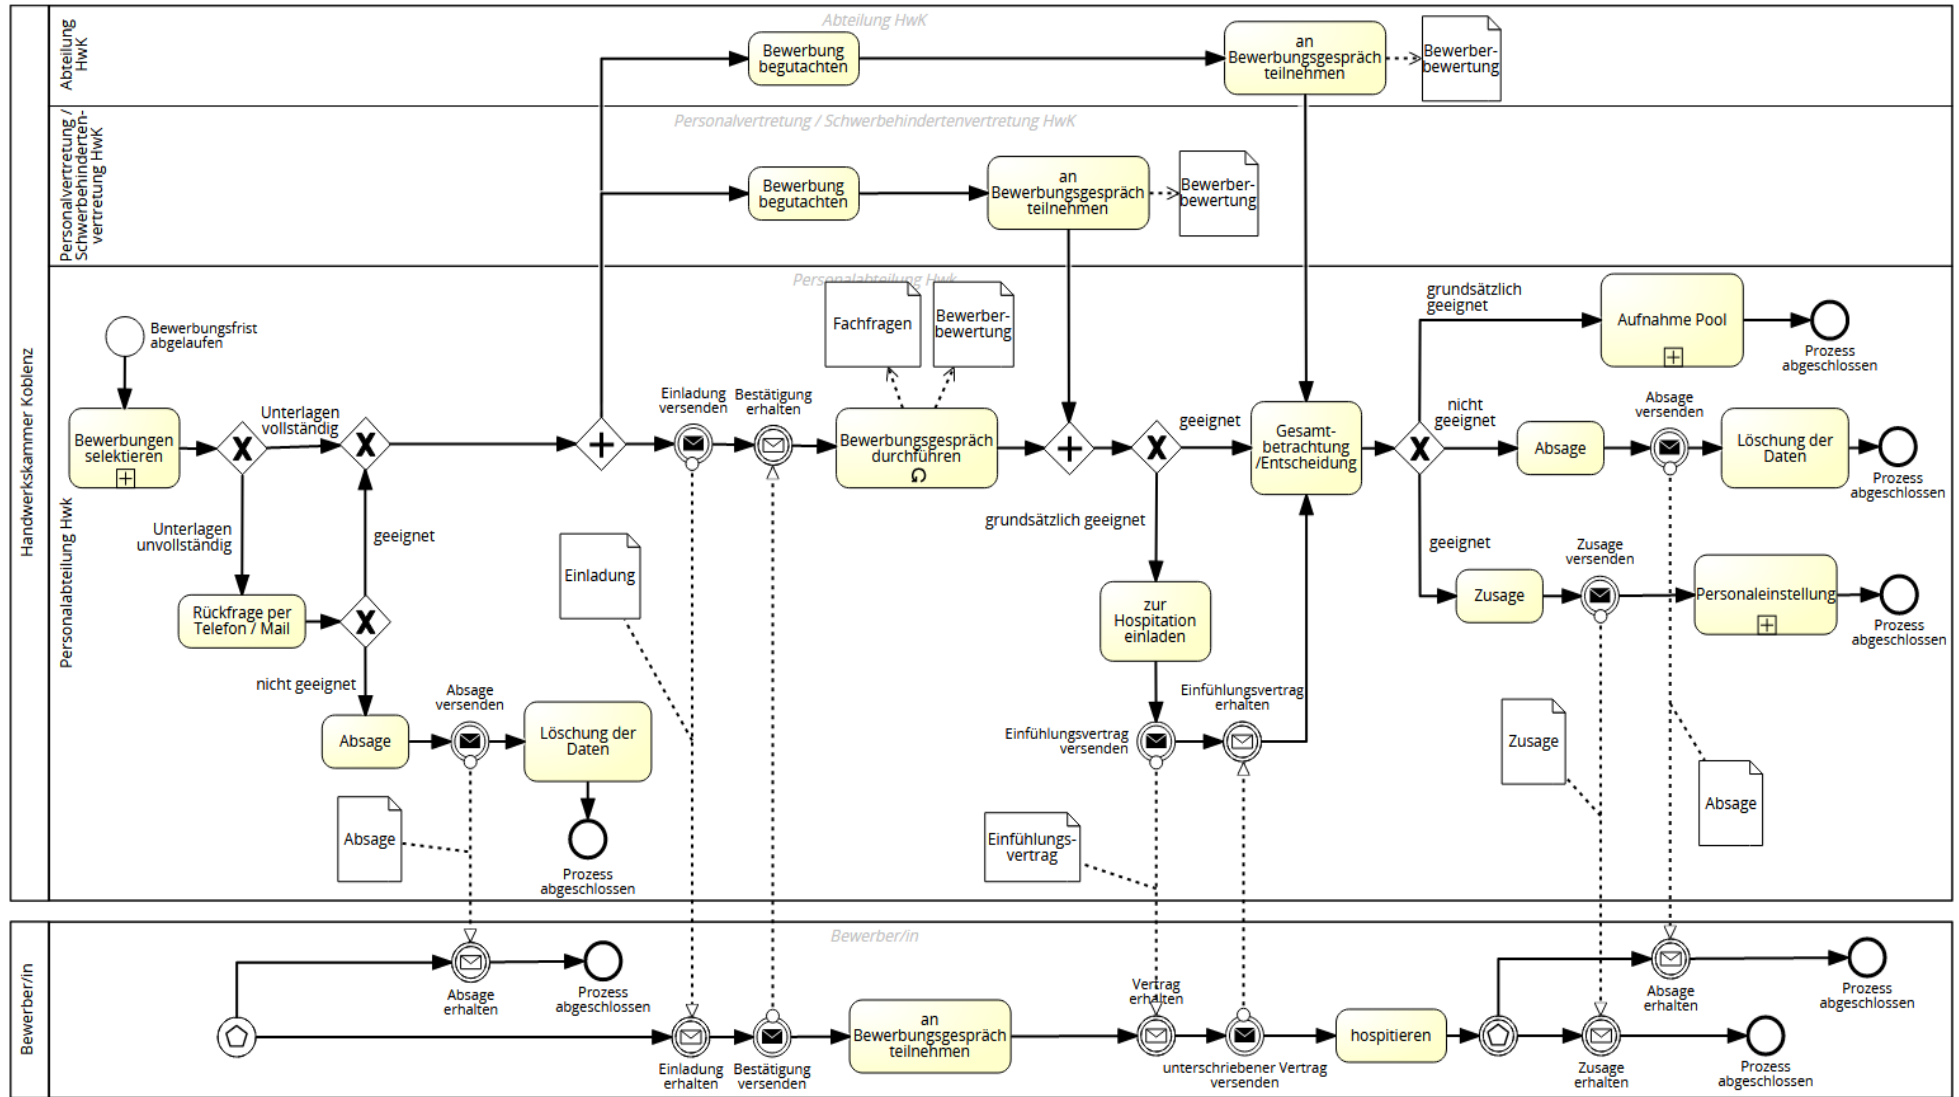 Handwerkskammer Koblenz
Abteilung
HwK
Abteilung HwK
Bewerbung
begutachten
an
Bewerbungsgespräch
teilnehmen
Bewerber-
bewertung
Personalvertretung /
Schwerbehinderten-
vertretung HwK
Personalvertretung / Schwerbehindertenvertretung HwK
Bewerbung
begutachten
an
Bewerbungsgespräch
teilnehmen
Bewerber-
bewertung
Personalabteilung Hwk
Personalabteilung Hwk
Bewerbungsfrist
abgelaufen
Bewerbungen
selektieren
Unterlagen
vollständig
Unterlagen
unvollständig
Rückfrage per
Telefon / Mail
geeignet
nicht geeignet
Absage
Absage
versenden
Löschung der
Daten
Absage
Prozess
abgeschlossen
Einladung
Einladung
versenden
Bestätigung
erhalten
Fachfragen
Bewerber-
bewertung
Bewerbungsgespräch
durchführen
geeignet
grundsätzlich geeignet
zur
Hospitation
einladen
Einfühlungsvertrag
versenden
Einfühlungsvertrag
erhalten
Einfühlungs-
vertrag
Gesamt-
betrachtung
/Entscheidung
grundsätzlich
geeignet
Aufnahme Pool
Prozess
abgeschlossen
nicht
geeignet
Absage
Absage
versenden
Löschung der
Daten
Prozess
abgeschlossen
geeignet
Zusage
Zusage
versenden
Personaleinstellung
Prozess
abgeschlossen
Zusage
Absage
Bewerber/in
Bewerber/in
Absage
erhalten
Prozess
abgeschlossen
Einladung
erhalten
Bestätigung
versenden
an
Bewerbungsgespräch
teilnehmen
Vertrag
erhalten
unterschriebener Vertrag
versenden
hospitieren
Absage
erhalten
Prozess
abgeschlossen
Zusage
erhalten
Prozess
abgeschlossen